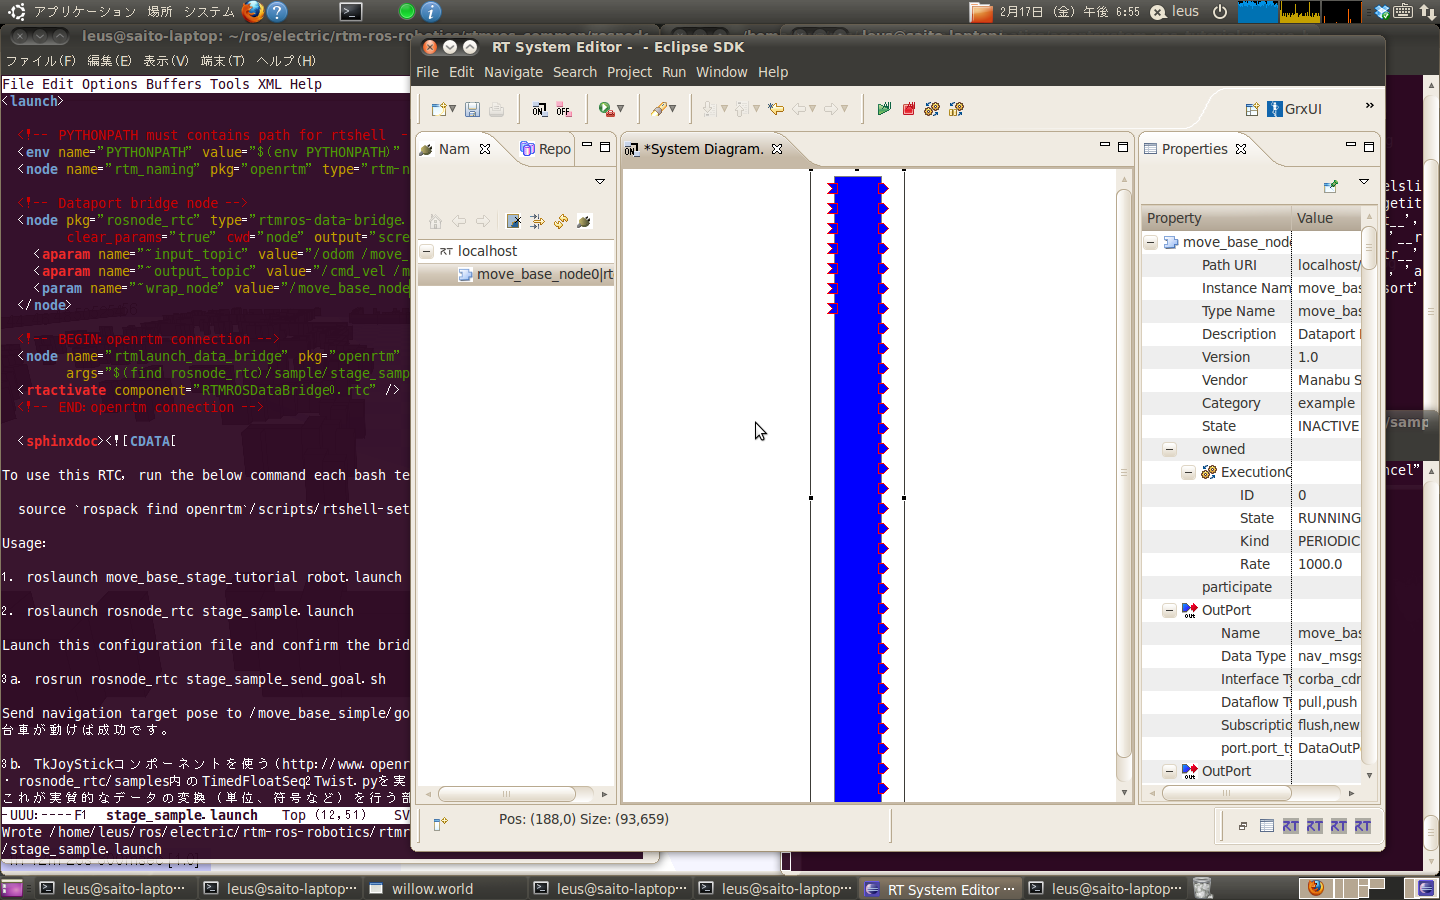 アプリケーション 場所 システム
2月17日 (金) 午後 6:55 leus
leus@saito-laptop: ~/ros/electric/rtm-ros-robotics/rtmros_common/rosnod
ファイル(F) 編集(E) 表示(V) 端末(T) ヘルプ(H)
File Edit Options Buffers Tools XML Help
<launch>
<!-- PYTHONPATH must contains path for rtshell
<env name="PYTHONPATH" value="$(env PYTHONPATH)"
<node name="rtm_naming" pkg="openrtm" type="rtm-n
<!-- Dataport bridge node -->
<node pkg="rosnode_rtc" type="rtmros-data-bridge.
clear_params="true" cwd="node" output="scre
<aparam name="~input_topic" value="/odom /move_
<aparam name="~output_topic" value="/cmd_vel /m
<param name="~wrap_node" value="/move_base_node
</node>
<!-- BEGIN:openrtm connection -->
<node name="rtmlaunch_data_bridge" pkg="openrtm"
args="$(find rosnode_rtc)/sample/stage_samp
<rtactivate component="RTMROSDataBridge0.rtc" />
<!-- END:openrtm connection -->
<sphinxdoc><![CDATA[
To use this RTC, run the below command each bash te
source `rospack find openrtm`/scripts/rtshell-set
Usage:
1. roslaunch move_base_stage_tutorial robot.launch
2. roslaunch rosnode_rtc stage_sample.launch
Launch this configuration file and confirm the brid
3a. rosrun rosnode_rtc stage_sample_send_goal.sh
Send navigation target pose to /move_base_simple/go
台車が動けば成功です。
3b. TkJoyStickコンポーネントを使う(http://www.openr
・ rosnode_rtc/samples内のTimedFloatSeq2Twist.pyを実
これが実質的なデータの変換(単位、符号など)を行う部
-UUU:----F1 stage_sample.launch Top (12,51) SV
Wrote /home/leus/ros/electric/rtm-ros-robotics/rtmr
/stage_sample.launch
RT System Editor - - Eclipse SDK
File Edit Navigate Search Project Run Window Help
ON OFF GrxUI »
Nam Repo
localhost
move_base_node0|rt
*System Diagram.
Properties
Property Value
move_base_node
Path URI localhost/
Instance Nam move_bas
Type Name move_bas
Description Dataport
Version 1.0
Vendor Manabu S
Category example
State INACTIVE
owned
ExecutionC
ID 0
State RUNNING
Kind PERIODIC
Rate 1000.0
participate
OutPort
Name move_bas
Data Type nav_msgs
Interface T corba_cdr
Dataflow T pull,push
Subscriptio flush,new
port.port_t DataOutP
OutPort
Pos: (188,0) Size: (93,659)
RT RT RT RT
leus@saito-lapto···
leus@saito-laptop···
willow.world
leus@saito-laptop···
leus@saito-laptop···
RT System Editor ···
leus@saito-laptop···